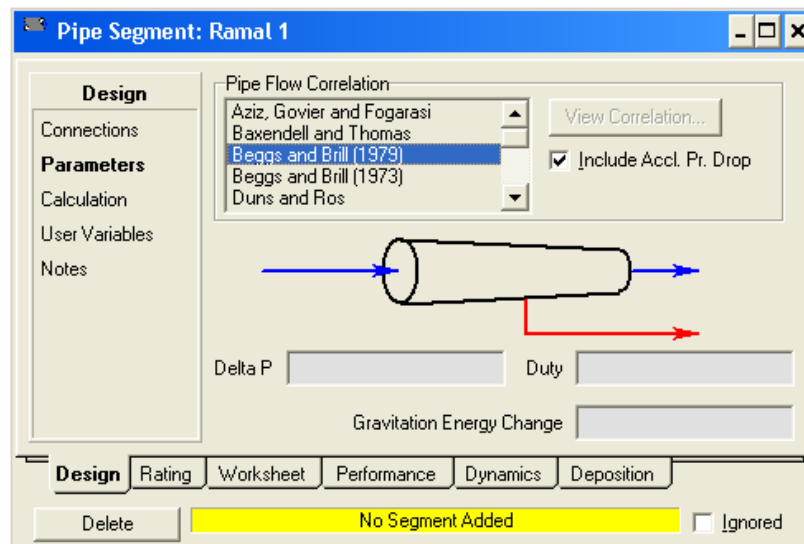 Pipe Segment: Ramal 1
Design
Connections
Parameters
Calculation
User Variables
Notes
Pipe Flow Correlation
Aziz, Govier and Fogarasi
Baxendell and Thomas
Beggs and Brill (1979)
Beggs and Brill (1973)
Duns and Ros
View Correlation...
Include Accl. Pr. Drop
Delta P
Duty
Gravitation Energy Change
Design Rating Worksheet Performance Dynamics Deposition
Delete No Segment Added Ignored